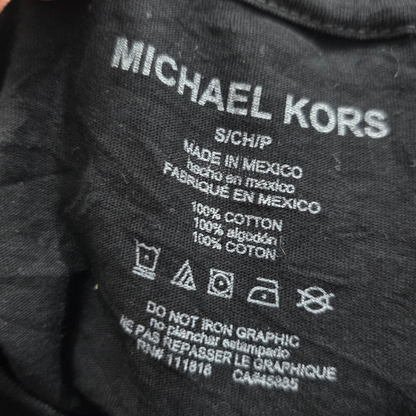 MICHAEL KORS
S/CH/P
MADE IN MEXICO
hecho en mexico
FABRIQUÉ EN MEXICO
100% COTTON
100% algodón
100% COTON
DO NOT IRON GRAPHIC
no planchar estampado
NE PAS REPASSER LE GRAPHIQUE
RN# 111818 CA#45885